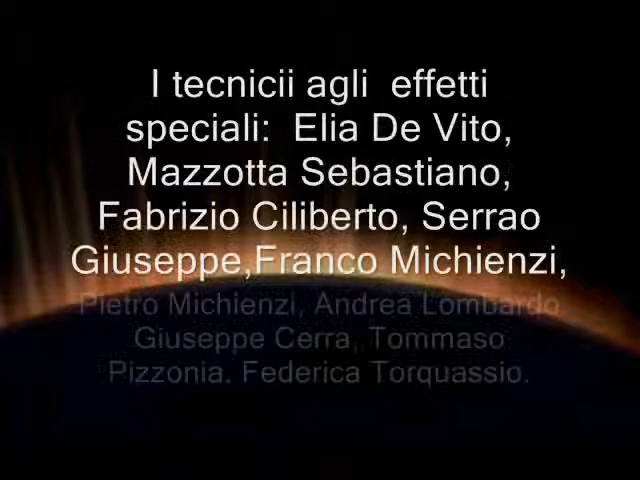 I tecnicii agli  effetti
speciali:  Elia De Vito,
Mazzotta Sebastiano,
Fabrizio Ciliberto, Serrao
Giuseppe,Franco Michienzi,
Pietro Michienzi, Andrea Lombardo
Giuseppe Cerra, Tommaso
Pizzonia. Federica Torquassio.